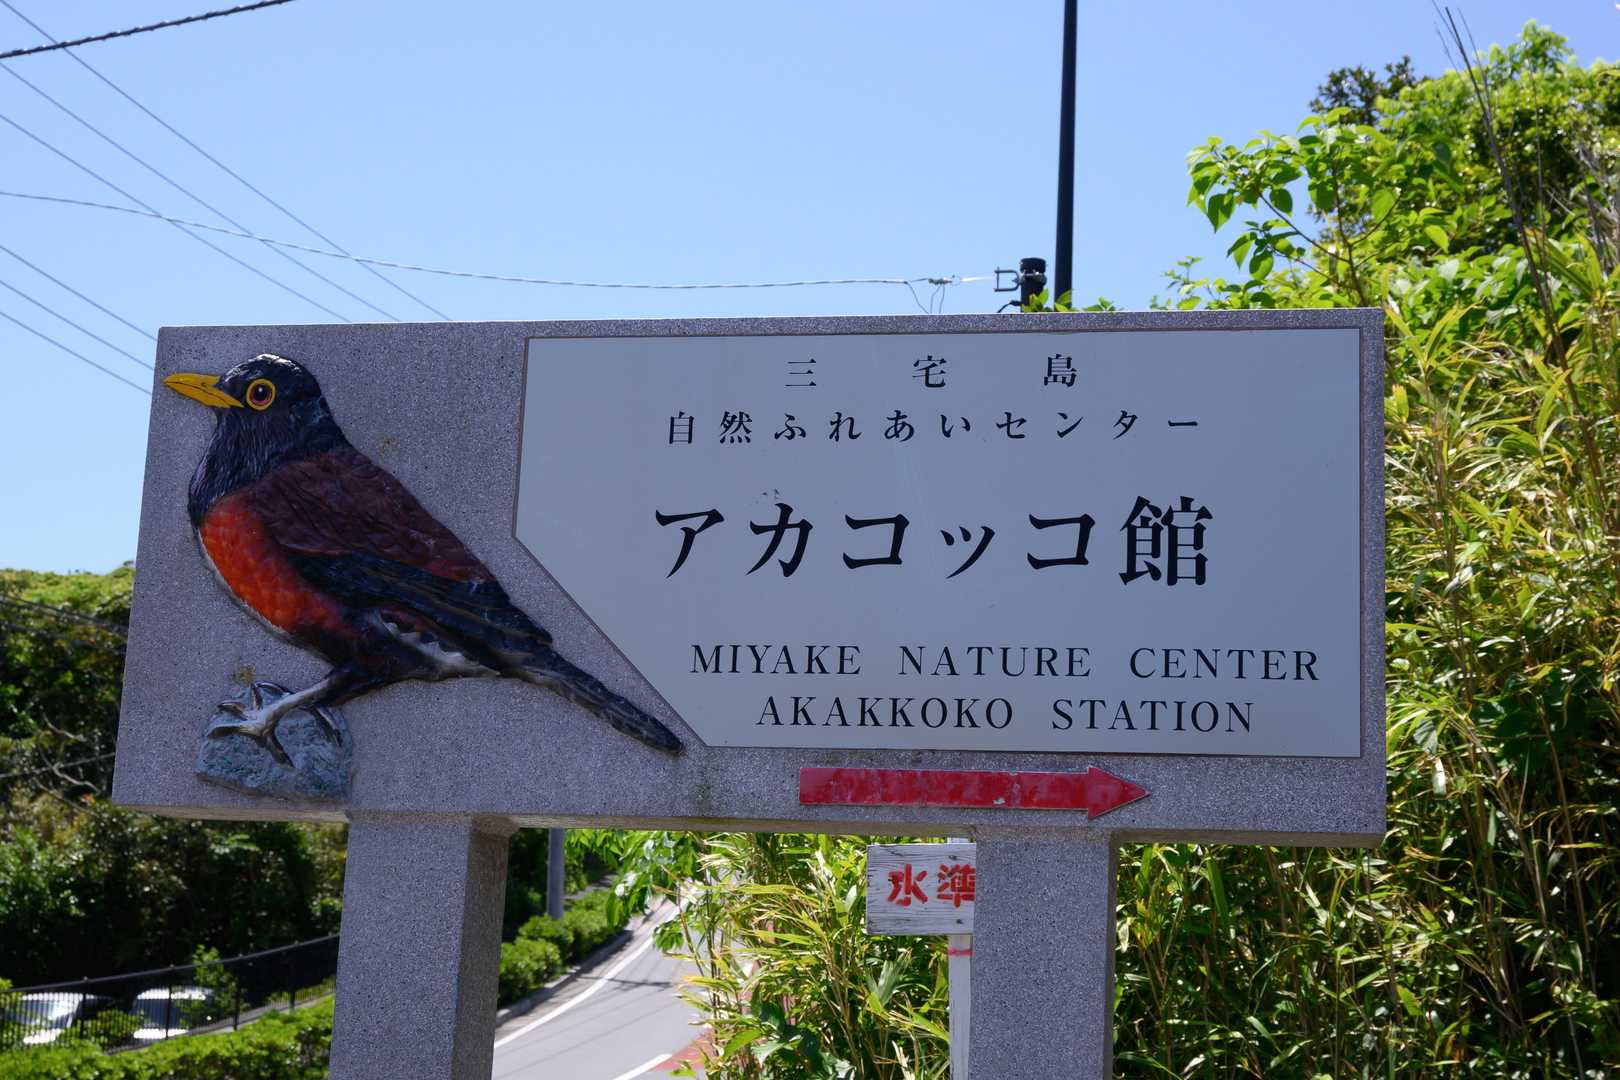 三宅島
自然ふれあいセンター
アカコッコ館
MIYAKE NATURE CENTER
AKAKKOKO STATION
水準